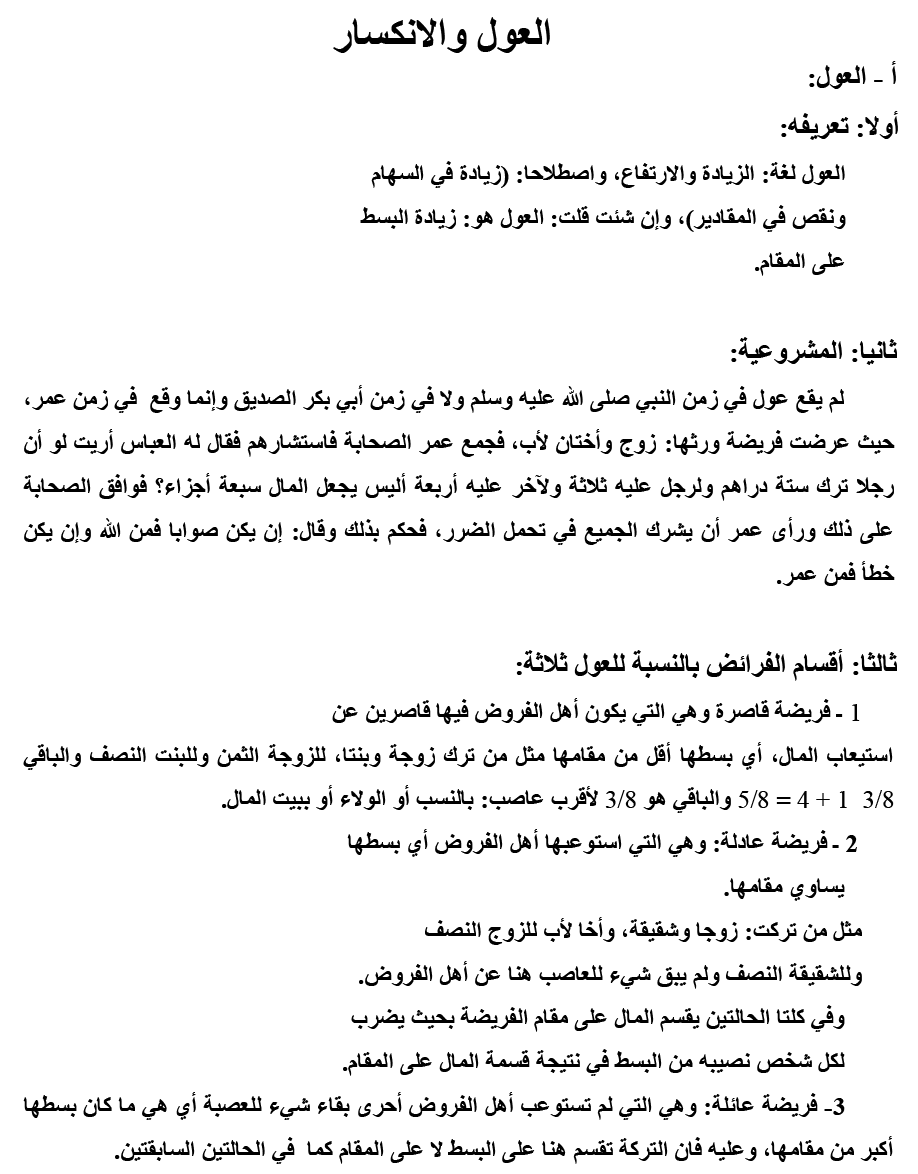 العول والانكسار
أ - العول:
أولا: تعريفه:
العول لغة: الزيادة والارتفاع، واصطلاحا: (زيادة في السهام
ونقص في المقادير)، وإن شئت قلت: العول هو: زيادة البسط
على المقام.
ثانيا: المشروعية:
لم يقع عول في زمن النبي صلى الله عليه وسلم ولا في زمن أبي بكر الصديق وإنما وقع في زمن عمر،
حيث عرضت فريضة ورثها: زوج وأختان لأب، فجمع عمر الصحابة فاستشارهم فقال له العباس أريت لو أن
رجلا ترك ستة دراهم ولرجل عليه ثلاثة ولآخر عليه أربعة أليس يجعل المال سبعة أجزاء؟ فوافق الصحابة
على ذلك ورأى عمر أن يشرك الجميع في تحمل الضرر، فحكم بذلك وقال: إن يكن صوابا فمن الله وإن يكن
خطأ فمن عمر.
ثالثا: أقسام الفرائض بالنسبة للعول ثلاثة:
1 - فريضة قاصرة وهي التي يكون أهل الفروض فيها قاصرين عن
استيعاب المال، أي بسطها أقل من مقامها مثل من ترك زوجة وبنتا، للزوجة الثمن وللبنت النصف والباقي
3/8 1 + 4 = 5/8 والباقي هو 3/8 لأقرب عاصب: بالنسب أو الولاء أو ببيت المال.
2 - فريضة عادلة: وهي التي استوعبها أهل الفروض أي بسطها
يساوي مقامها.
مثل من تركت: زوجا وشقيقة، وأخا لأب للزوج النصف
وللشقيقة النصف ولم يبق شيء للعاصب هنا عن أهل الفروض.
وفي كلتا الحالتين يقسم المال على مقام الفريضة بحيث يضرب
لكل شخص نصيبه من البسط في نتيجة قسمة المال على المقام.
3- فريضة عائلة: وهي التي لم تستوعب أهل الفروض أحرى بقاء شيء للعصبة أي هي ما كان بسطها
أكبر من مقامها، وعليه فان التركة تقسم هنا على البسط لا على المقام كما في الحالتين السابقتين.